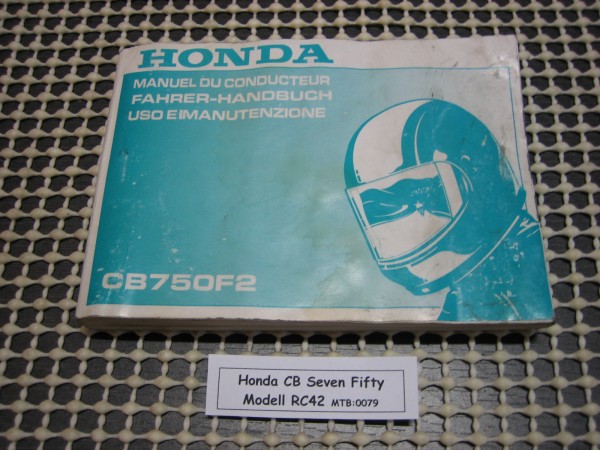 HONDA
MANUEL DU CONDUCTEUR
FAHRER-HANDBUCH
USO E MANUTENZIONE
CB750F2
Honda CB Seven Fifty
Modell RC42 MTB:0079